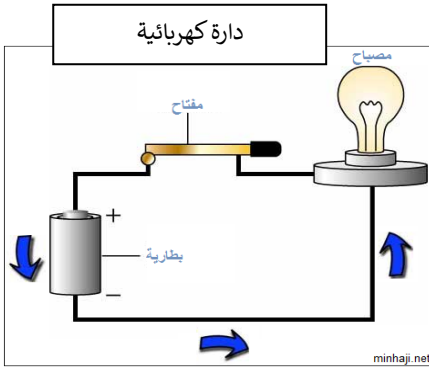 دارة كهربائية
مصباح
مفتاح
+
بطارية
−
minhaji.net